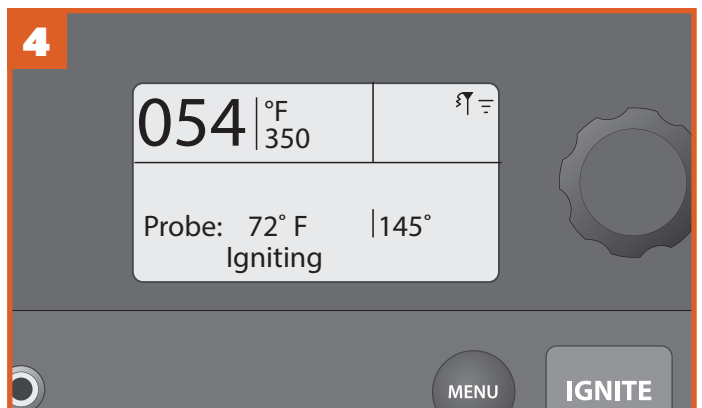 4
054 °F
350
Probe: 72° F 145°
Igniting
MENU IGNITE